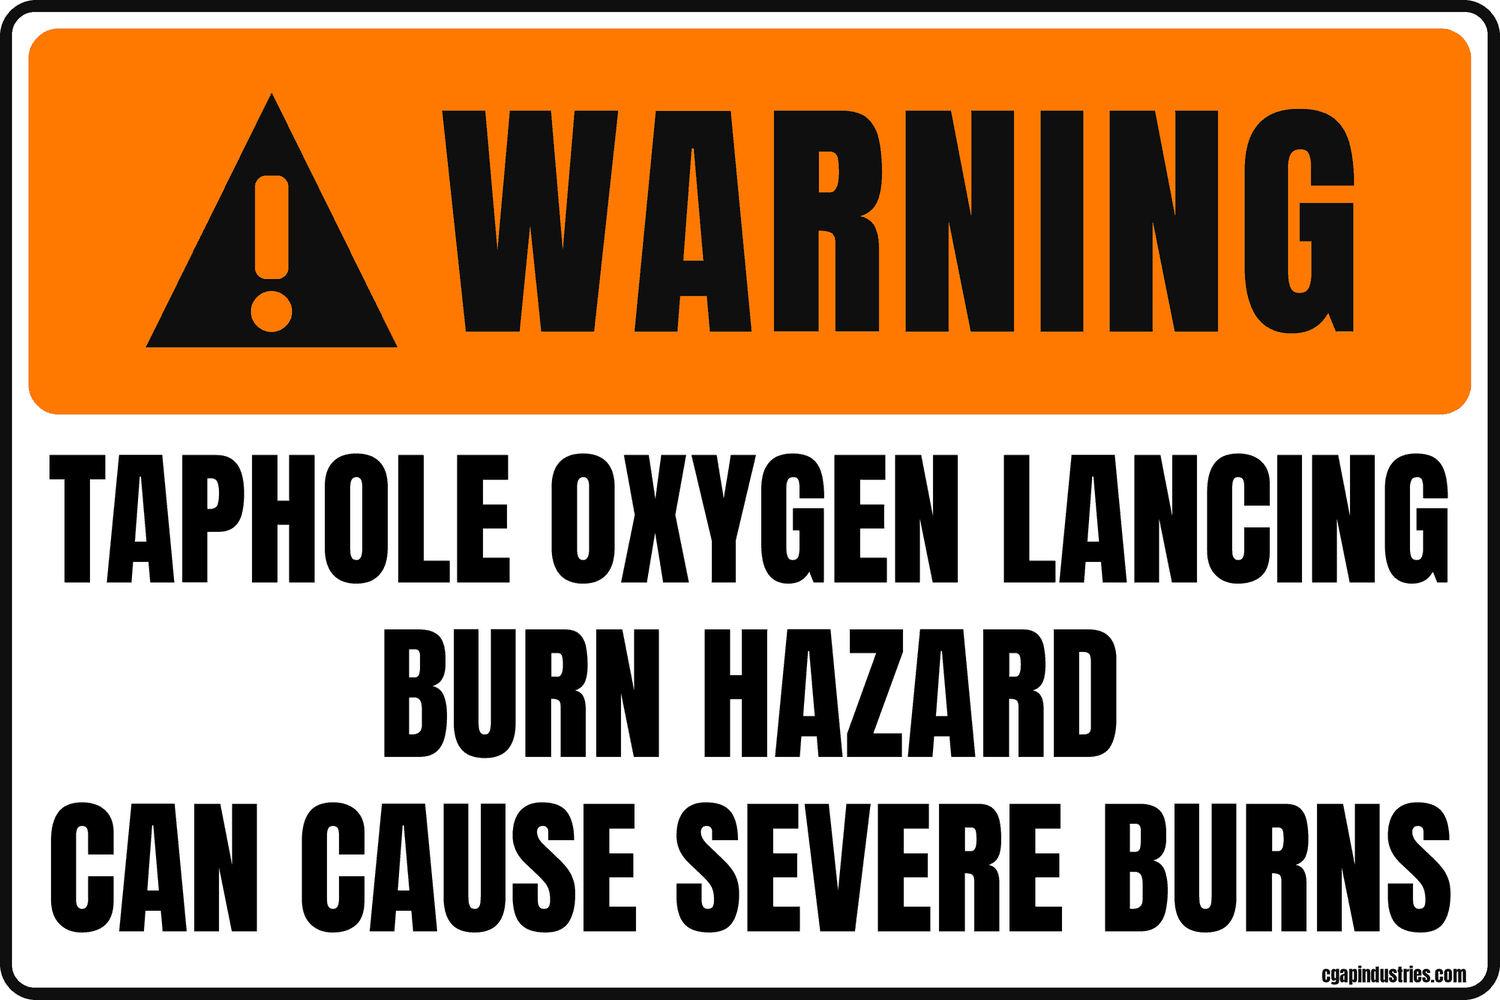 WARNING
TAPHOLE OXYGEN LANCING
BURN HAZARD
CAN CAUSE SEVERE BURNS
cgapindustries.com